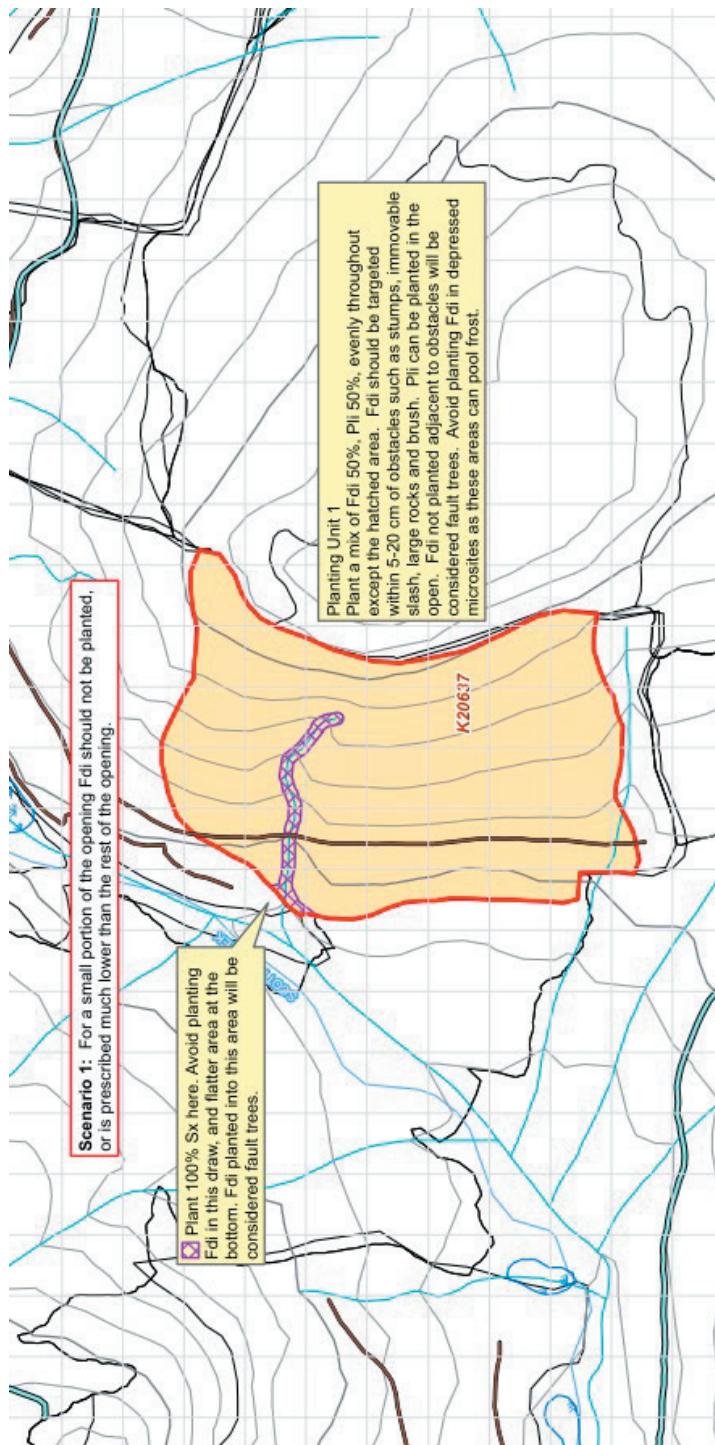 Scenario 1: For a small portion of the opening Fdi should not be planted,
or is prescribed much lower than the rest of the opening.
Plant 100% Sx here. Avoid planting
Fdi in this draw, and flatter area at the
bottom. Fdi planted into this area will be
considered fault trees.
K20637
Planting Unit 1
Plant a mix of Fdi 50%, Pli 50%, evenly throughout
except the hatched area. Fdi should be targeted
within 5-20 cm of obstacles such as stumps, immovable
slash, large rocks and brush. Pli can be planted in the
open. Fdi not planted adjacent to obstacles will be
considered fault trees. Avoid planting Fdi in depressed
microsites as these areas can pool frost.